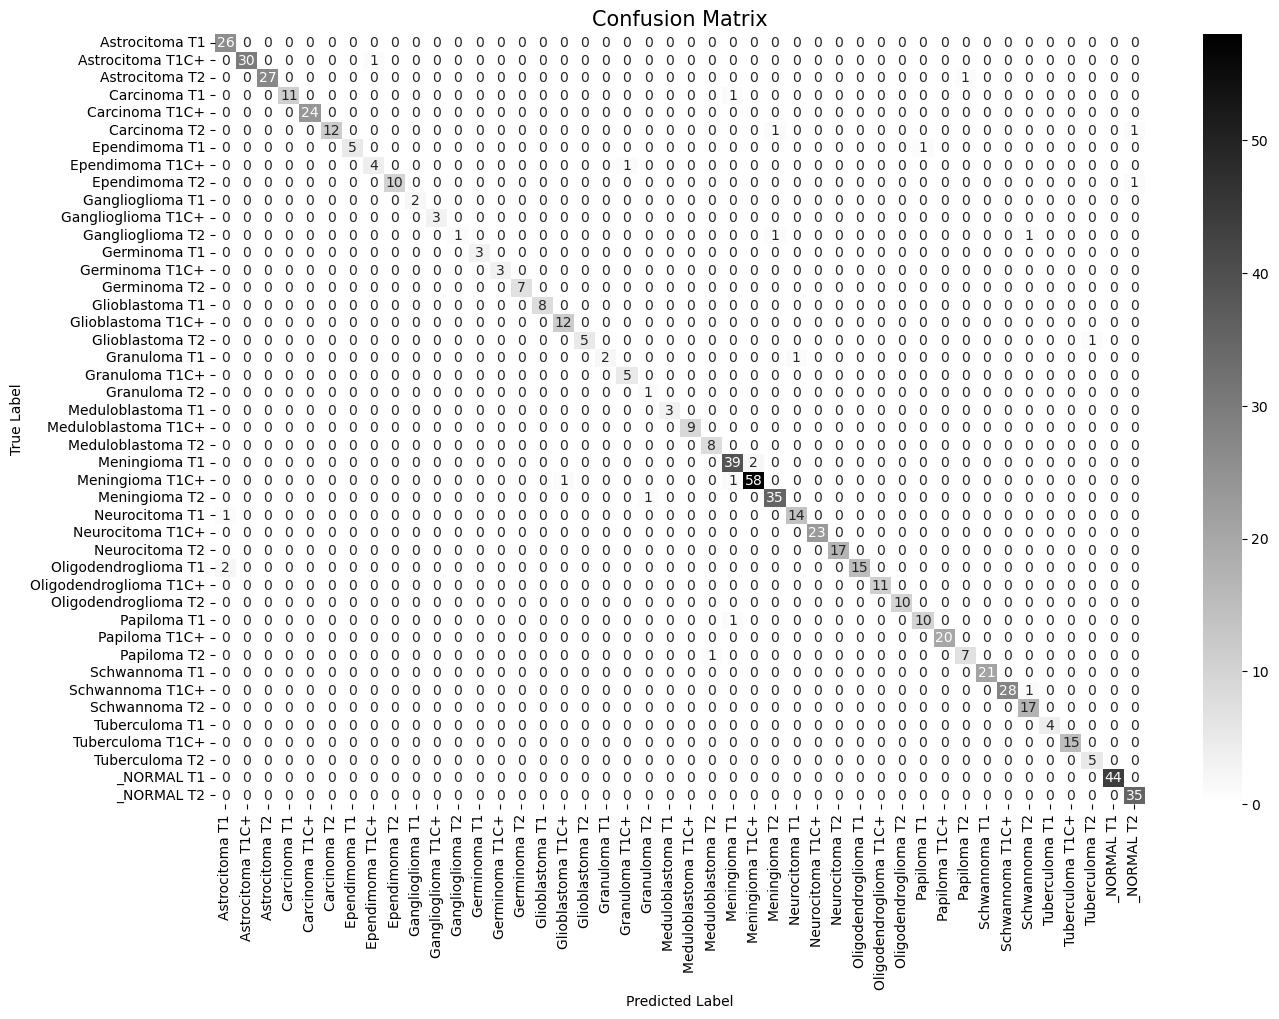 Confusion Matrix
Astrocitoma T1 26 0 0 0 0 0 0 0 0 0 0 0 0 0 0 0 0 0 0 0 0 0 0 0 0 0 0 0 0 0 0 0 0 0 0 0 0 0 0 0 0 0 0 0
Astrocitoma T1C+ 0 30 0 0 0 0 0 1 0 0 0 0 0 0 0 0 0 0 0 0 0 0 0 0 0 0 0 0 0 0 0 0 0 0 0 0 0 0 0 0 0 0 0 0
Astrocitoma T2 0 0 27 0 0 0 0 0 0 0 0 0 0 0 0 0 0 0 0 0 0 0 0 0 0 0 0 0 0 0 0 0 0 0 0 1 0 0 0 0 0 0 0 0
Carcinoma T1 0 0 0 11 0 0 0 0 0 0 0 0 0 0 0 0 0 0 0 0 0 0 0 0 1 0 0 0 0 0 0 0 0 0 0 0 0 0 0 0 0 0 0 0
Carcinoma T1C+ 0 0 0 0 24 0 0 0 0 0 0 0 0 0 0 0 0 0 0 0 0 0 0 0 0 0 0 0 0 0 0 0 0 0 0 0 0 0 0 0 0 0 0 0
Carcinoma T2 0 0 0 0 0 12 0 0 0 0 0 0 0 0 0 0 0 0 0 0 0 0 0 0 0 0 1 0 0 0 0 0 0 0 0 0 0 0 0 0 0 0 0 1
Ependimoma T1 0 0 0 0 0 0 5 0 0 0 0 0 0 0 0 0 0 0 0 0 0 0 0 0 0 0 0 0 0 0 0 0 0 1 0 0 0 0 0 0 0 0 0 0
Ependimoma T1C+ 0 0 0 0 0 0 0 4 0 0 0 0 0 0 0 0 0 0 0 1 0 0 0 0 0 0 0 0 0 0 0 0 0 0 0 0 0 0 0 0 0 0 0 0
Ependimoma T2 0 0 0 0 0 0 0 0 10 0 0 0 0 0 0 0 0 0 0 0 0 0 0 0 0 0 0 0 0 0 0 0 0 0 0 0 0 0 0 0 0 0 0 1
Ganglioglioma T1 0 0 0 0 0 0 0 0 0 2 0 0 0 0 0 0 0 0 0 0 0 0 0 0 0 0 0 0 0 0 0 0 0 0 0 0 0 0 0 0 0 0 0 0
Ganglioglioma T1C+ 0 0 0 0 0 0 0 0 0 0 3 0 0 0 0 0 0 0 0 0 0 0 0 0 0 0 0 0 0 0 0 0 0 0 0 0 0 0 0 0 0 0 0 0
Ganglioglioma T2 0 0 0 0 0 0 0 0 0 0 0 1 0 0 0 0 0 0 0 0 0 0 0 0 0 0 1 0 0 0 0 0 0 0 0 0 0 0 1 0 0 0 0 0
Germinoma T1 0 0 0 0 0 0 0 0 0 0 0 0 3 0 0 0 0 0 0 0 0 0 0 0 0 0 0 0 0 0 0 0 0 0 0 0 0 0 0 0 0 0 0 0
Germinoma T1C+ 0 0 0 0 0 0 0 0 0 0 0 0 0 3 0 0 0 0 0 0 0 0 0 0 0 0 0 0 0 0 0 0 0 0 0 0 0 0 0 0 0 0 0 0
Germinoma T2 0 0 0 0 0 0 0 0 0 0 0 0 0 0 7 0 0 0 0 0 0 0 0 0 0 0 0 0 0 0 0 0 0 0 0 0 0 0 0 0 0 0 0 0
Glioblastoma T1 0 0 0 0 0 0 0 0 0 0 0 0 0 0 0 8 0 0 0 0 0 0 0 0 0 0 0 0 0 0 0 0 0 0 0 0 0 0 0 0 0 0 0 0
Glioblastoma T1C+ 0 0 0 0 0 0 0 0 0 0 0 0 0 0 0 0 12 0 0 0 0 0 0 0 0 0 0 0 0 0 0 0 0 0 0 0 0 0 0 0 0 0 0 0
Glioblastoma T2 0 0 0 0 0 0 0 0 0 0 0 0 0 0 0 0 0 5 0 0 0 0 0 0 0 0 0 0 0 0 0 0 0 0 0 0 0 0 0 0 0 1 0 0
Granuloma T1 0 0 0 0 0 0 0 0 0 0 0 0 0 0 0 0 0 0 2 0 0 0 0 0 0 0 0 1 0 0 0 0 0 0 0 0 0 0 0 0 0 0 0 0
Granuloma T1C+ 0 0 0 0 0 0 0 0 0 0 0 0 0 0 0 0 0 0 0 5 0 0 0 0 0 0 0 0 0 0 0 0 0 0 0 0 0 0 0 0 0 0 0 0
Granuloma T2 0 0 0 0 0 0 0 0 0 0 0 0 0 0 0 0 0 0 0 0 1 0 0 0 0 0 0 0 0 0 0 0 0 0 0 0 0 0 0 0 0 0 0 0
Meduloblastoma T1 0 0 0 0 0 0 0 0 0 0 0 0 0 0 0 0 0 0 0 0 0 3 0 0 0 0 0 0 0 0 0 0 0 0 0 0 0 0 0 0 0 0 0 0
Meduloblastoma T1C+ 0 0 0 0 0 0 0 0 0 0 0 0 0 0 0 0 0 0 0 0 0 0 9 0 0 0 0 0 0 0 0 0 0 0 0 0 0 0 0 0 0 0 0 0
Meduloblastoma T2 0 0 0 0 0 0 0 0 0 0 0 0 0 0 0 0 0 0 0 0 0 0 0 8 0 0 0 0 0 0 0 0 0 0 0 0 0 0 0 0 0 0 0 0
Meningioma T1 0 0 0 0 0 0 0 0 0 0 0 0 0 0 0 0 0 0 0 0 0 0 0 0 39 2 0 0 0 0 0 0 0 0 0 0 0 0 0 0 0 0 0 0
Meningioma T1C+ 0 0 0 0 0 0 0 0 0 0 0 0 0 0 0 0 1 0 0 0 0 0 0 0 1 58 0 0 0 0 0 0 0 0 0 0 0 0 0 0 0 0 0 0
Meningioma T2 0 0 0 0 0 0 0 0 0 0 0 0 0 0 0 0 0 0 0 0 1 0 0 0 0 0 35 0 0 0 0 0 0 0 0 0 0 0 0 0 0 0 0 0
Neurocitoma T1 1 0 0 0 0 0 0 0 0 0 0 0 0 0 0 0 0 0 0 0 0 0 0 0 0 0 0 14 0 0 0 0 0 0 0 0 0 0 0 0 0 0 0 0
Neurocitoma T1C+ 0 0 0 0 0 0 0 0 0 0 0 0 0 0 0 0 0 0 0 0 0 0 0 0 0 0 0 0 23 0 0 0 0 0 0 0 0 0 0 0 0 0 0 0
Neurocitoma T2 0 0 0 0 0 0 0 0 0 0 0 0 0 0 0 0 0 0 0 0 0 0 0 0 0 0 0 0 0 17 0 0 0 0 0 0 0 0 0 0 0 0 0 0
Oligodendroglioma T1 2 0 0 0 0 0 0 0 0 0 0 0 0 0 0 0 0 0 0 0 0 0 0 0 0 0 0 0 0 0 15 0 0 0 0 0 0 0 0 0 0 0 0 0
Oligodendroglioma T1C+ 0 0 0 0 0 0 0 0 0 0 0 0 0 0 0 0 0 0 0 0 0 0 0 0 0 0 0 0 0 0 0 11 0 0 0 0 0 0 0 0 0 0 0 0
Oligodendroglioma T2 0 0 0 0 0 0 0 0 0 0 0 0 0 0 0 0 0 0 0 0 0 0 0 0 0 0 0 0 0 0 0 0 10 0 0 0 0 0 0 0 0 0 0 0
Papiloma T1 0 0 0 0 0 0 0 0 0 0 0 0 0 0 0 0 0 0 0 0 0 0 0 0 1 0 0 0 0 0 0 0 0 10 0 0 0 0 0 0 0 0 0 0
Papiloma T1C+ 0 0 0 0 0 0 0 0 0 0 0 0 0 0 0 0 0 0 0 0 0 0 0 0 0 0 0 0 0 0 0 0 0 0 20 0 0 0 0 0 0 0 0 0
Papiloma T2 0 0 0 0 0 0 0 0 0 0 0 0 0 0 0 0 0 0 0 0 0 0 0 1 0 0 0 0 0 0 0 0 0 0 0 7 0 0 0 0 0 0 0 0
Schwannoma T1 0 0 0 0 0 0 0 0 0 0 0 0 0 0 0 0 0 0 0 0 0 0 0 0 0 0 0 0 0 0 0 0 0 0 0 0 21 0 0 0 0 0 0 0
Schwannoma T1C+ 0 0 0 0 0 0 0 0 0 0 0 0 0 0 0 0 0 0 0 0 0 0 0 0 0 0 0 0 0 0 0 0 0 0 0 0 0 28 1 0 0 0 0 0
Schwannoma T2 0 0 0 0 0 0 0 0 0 0 0 0 0 0 0 0 0 0 0 0 0 0 0 0 0 0 0 0 0 0 0 0 0 0 0 0 0 0 17 0 0 0 0 0
Tuberculoma T1 0 0 0 0 0 0 0 0 0 0 0 0 0 0 0 0 0 0 0 0 0 0 0 0 0 0 0 0 0 0 0 0 0 0 0 0 0 0 0 4 0 0 0 0
Tuberculoma T1C+ 0 0 0 0 0 0 0 0 0 0 0 0 0 0 0 0 0 0 0 0 0 0 0 0 0 0 0 0 0 0 0 0 0 0 0 0 0 0 0 0 15 0 0 0
Tuberculoma T2 0 0 0 0 0 0 0 0 0 0 0 0 0 0 0 0 0 0 0 0 0 0 0 0 0 0 0 0 0 0 0 0 0 0 0 0 0 0 0 0 0 5 0 0
_NORMAL T1 0 0 0 0 0 0 0 0 0 0 0 0 0 0 0 0 0 0 0 0 0 0 0 0 0 0 0 0 0 0 0 0 0 0 0 0 0 0 0 0 0 0 44 0
_NORMAL T2 0 0 0 0 0 0 0 0 0 0 0 0 0 0 0 0 0 0 0 0 0 0 0 0 0 0 0 0 0 0 0 0 0 0 0 0 0 0 0 0 0 0 0 35
True Label
Astrocitoma T1
Astrocitoma T1C+
Astrocitoma T2
Carcinoma T1
Carcinoma T1C+
Carcinoma T2
Ependimoma T1
Ependimoma T1C+
Ependimoma T2
Ganglioglioma T1
Ganglioglioma T1C+
Ganglioglioma T2
Germinoma T1
Germinoma T1C+
Germinoma T2
Glioblastoma T1
Glioblastoma T1C+
Glioblastoma T2
Granuloma T1
Granuloma T1C+
Granuloma T2
Meduloblastoma T1
Meduloblastoma T1C+
Meduloblastoma T2
Meningioma T1
Meningioma T1C+
Meningioma T2
Neurocitoma T1
Neurocitoma T1C+
Neurocitoma T2
Oligodendroglioma T1
Oligodendroglioma T1C+
Oligodendroglioma T2
Papiloma T1
Papiloma T1C+
Papiloma T2
Schwannoma T1
Schwannoma T1C+
Schwannoma T2
Tuberculoma T1
Tuberculoma T1C+
Tuberculoma T2
_NORMAL T1
_NORMAL T2
Predicted Label
50
40
30
20
10
0